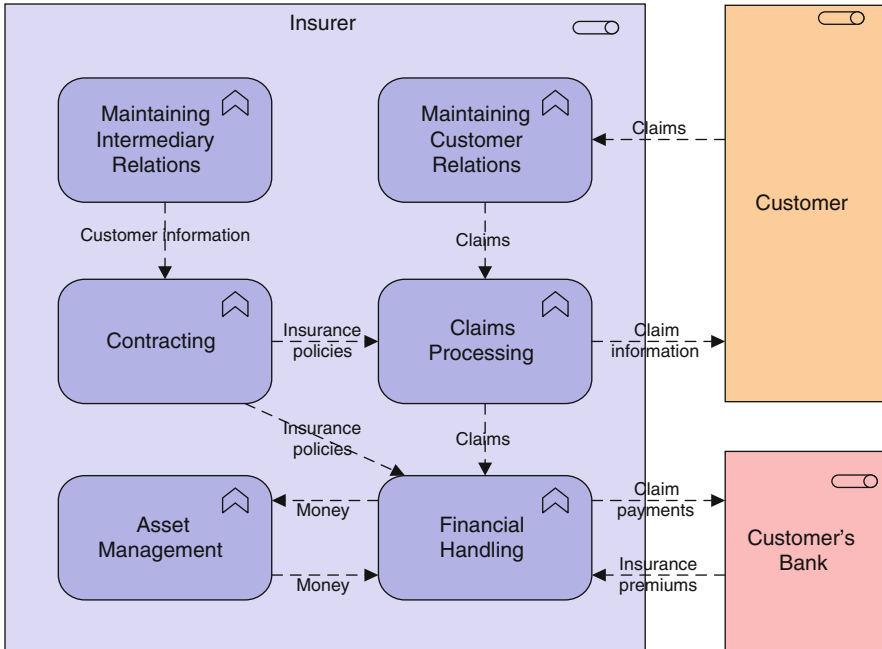 Insurer
Maintaining
Intermediary
Relations
Maintaining
Customer
Relations
Claims
Customer
Customer information
Claims
Contracting
Insurance
policies
Claims
Processing
Claim
information
Insurance
policies
Claims
Asset
Management
Money
Money
Financial
Handling
Claim
payments
Insurance
premiums
Customer’s
Bank